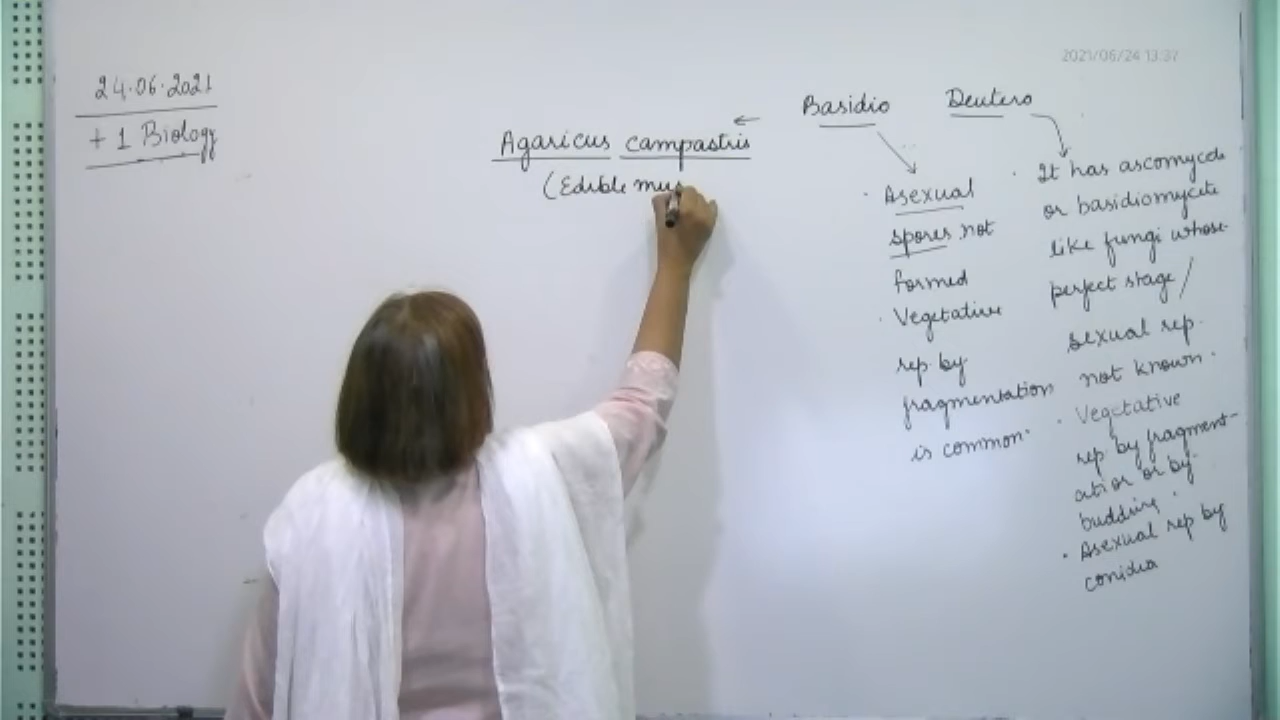 2021/06/24 13:37
24.06.2021
+ 1 Biology
Agaricus campastris
(Edible mus
←
Basidio
· Asexual
spores not
formed
· Vegetative
rep by
fragmentation
is common.
Deutero
· It has ascomycete
or basidiomycete
like fungi whose
perfect stage /
sexual rep.
not known.
· Vegetative
rep by fragment-
ation or by
budding.
· Asexual rep by
conidia